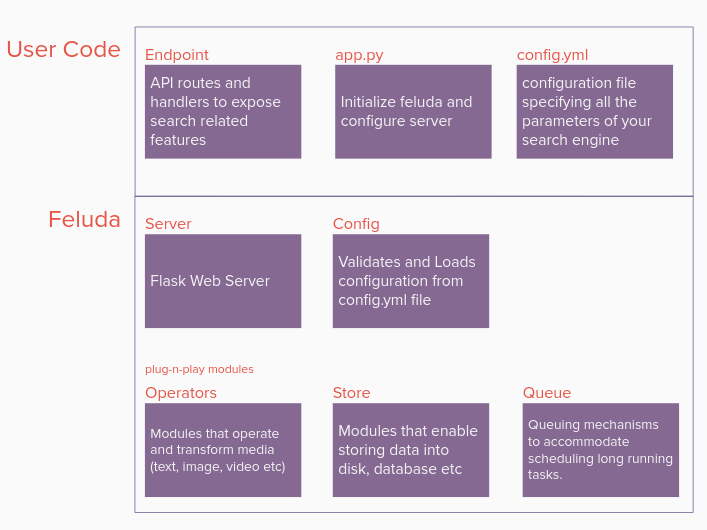 User Code
Endpoint
API routes and
handlers to expose
search related
features
app.py
Initialize feluda and
configure server
config.yml
configuration file
specifying all the
parameters of your
search engine
Feluda
Server
Flask Web Server
Config
Validates and Loads
configuration from
config.yml file
plug-n-play modules
Operators
Modules that operate
and transform media
(text, image, video etc)
Store
Modules that enable
storing data into
disk, database etc
Queue
Queuing mechanisms
to accommodate
scheduling long running
tasks.